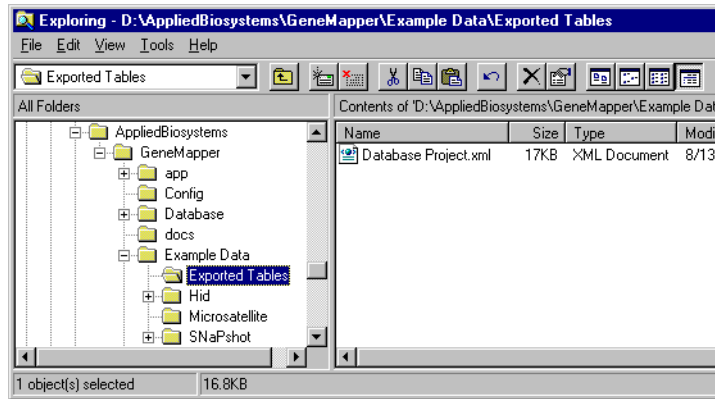 Exploring - D:\AppliedBiosystems\GeneMapper\Example Data\Exported Tables
File Edit View Tools Help
Exported Tables
All Folders
Contents of 'D:\AppliedBiosystems\GeneMapper\Example Dat
AppliedBiosystems
GeneMapper
app
Config
Database
docs
Example Data
Exported Tables
Hid
Microsatellite
SNaPshot
Name Size Type Modi
Database Project.xml 17KB XML Document 8/13
1 object(s) selected 16.8KB